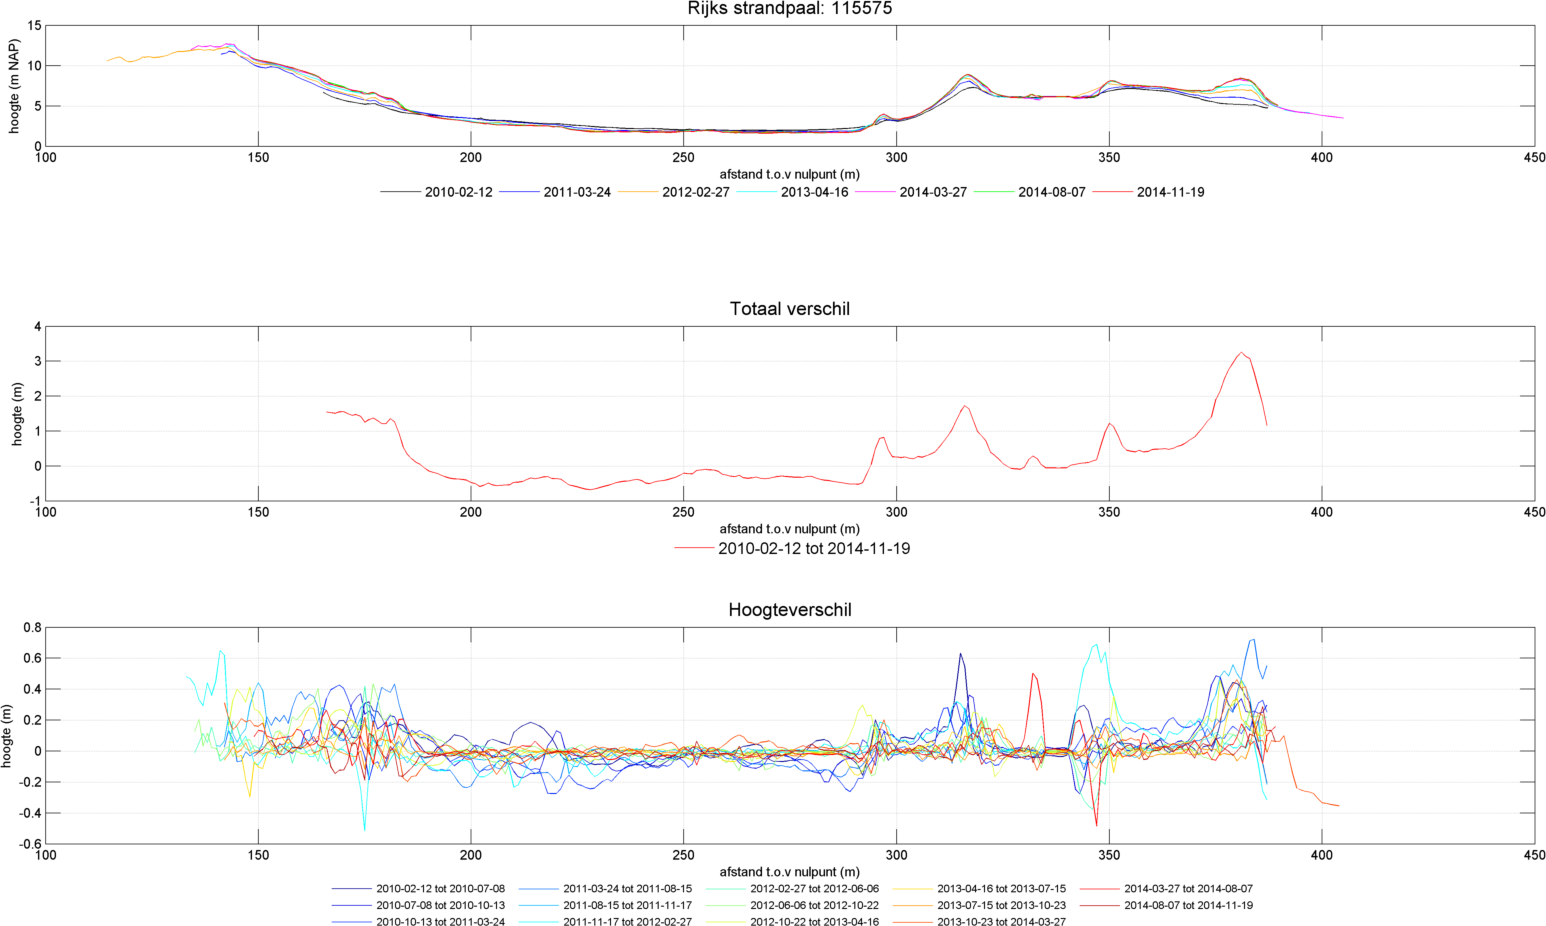 Rijks strandpaal: 115575
15
10
5
0
hoogte (m NAP)
100 150 200 250 300 350 400 450
afstand t.o.v nulpunt (m)
2010-02-12 2011-03-24 2012-02-27 2013-04-16 2014-03-27 2014-08-07 2014-11-19
Totaal verschil
4
3
2
1
0
-1
hoogte (m)
100 150 200 250 300 350 400 450
afstand t.o.v nulpunt (m)
2010-02-12 tot 2014-11-19
Hoogteverschil
0.8
0.6
0.4
0.2
0
-0.2
-0.4
-0.6
hoogte (m)
100 150 200 250 300 350 400 450
afstand t.o.v nulpunt (m)
2010-02-12 tot 2010-07-08 2011-03-24 tot 2011-08-15 2012-02-27 tot 2012-06-06 2013-04-16 tot 2013-07-15 2014-03-27 tot 2014-08-07
2010-07-08 tot 2010-10-13 2011-08-15 tot 2011-11-17 2012-06-06 tot 2012-10-22 2013-07-15 tot 2013-10-23 2014-08-07 tot 2014-11-19
2010-10-13 tot 2011-03-24 2011-11-17 tot 2012-02-27 2012-10-22 tot 2013-04-16 2013-10-23 tot 2014-03-27